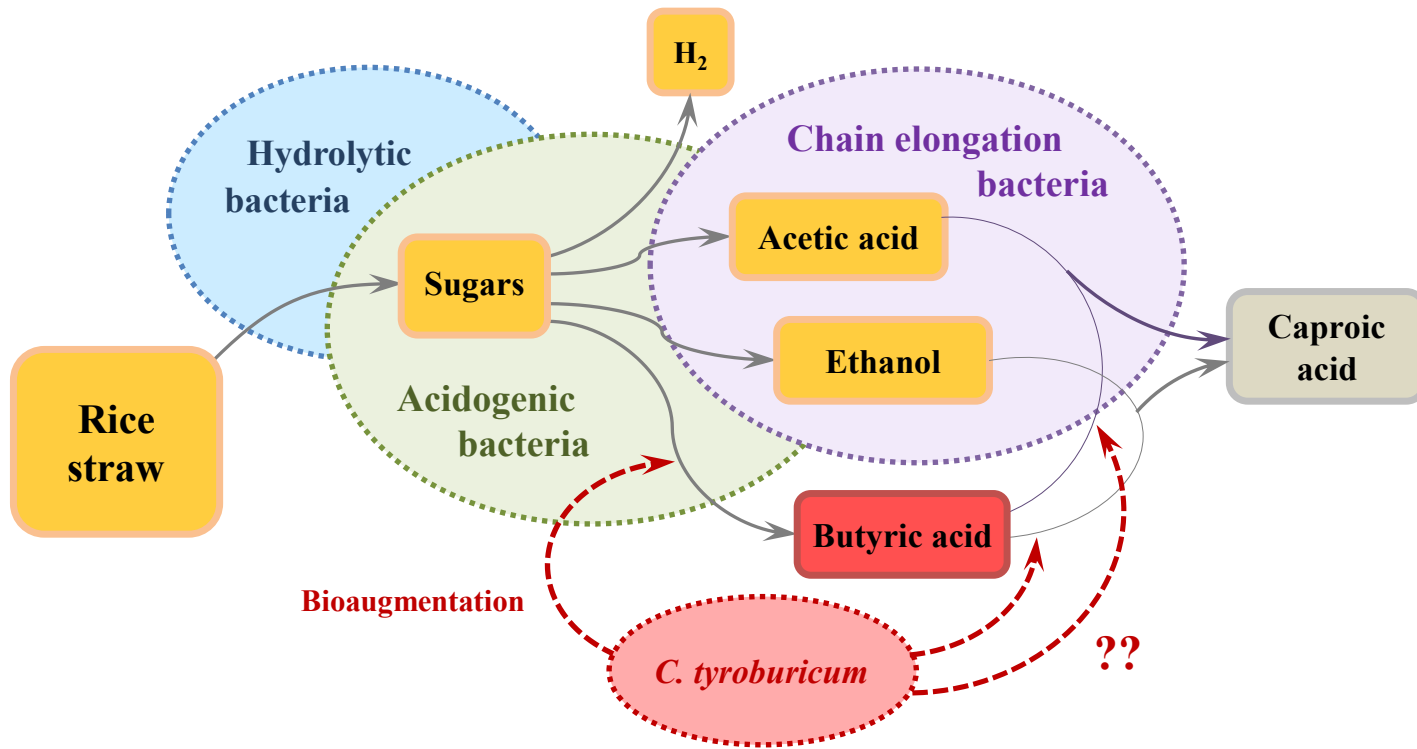 H₂
Hydrolytic
bacteria
Chain elongation
bacteria
Acetic acid
Sugars
Ethanol
Caproic
acid
Rice
straw
Acidogenic
bacteria
Butyric acid
Bioaugmentation
??
C. tyroburicum